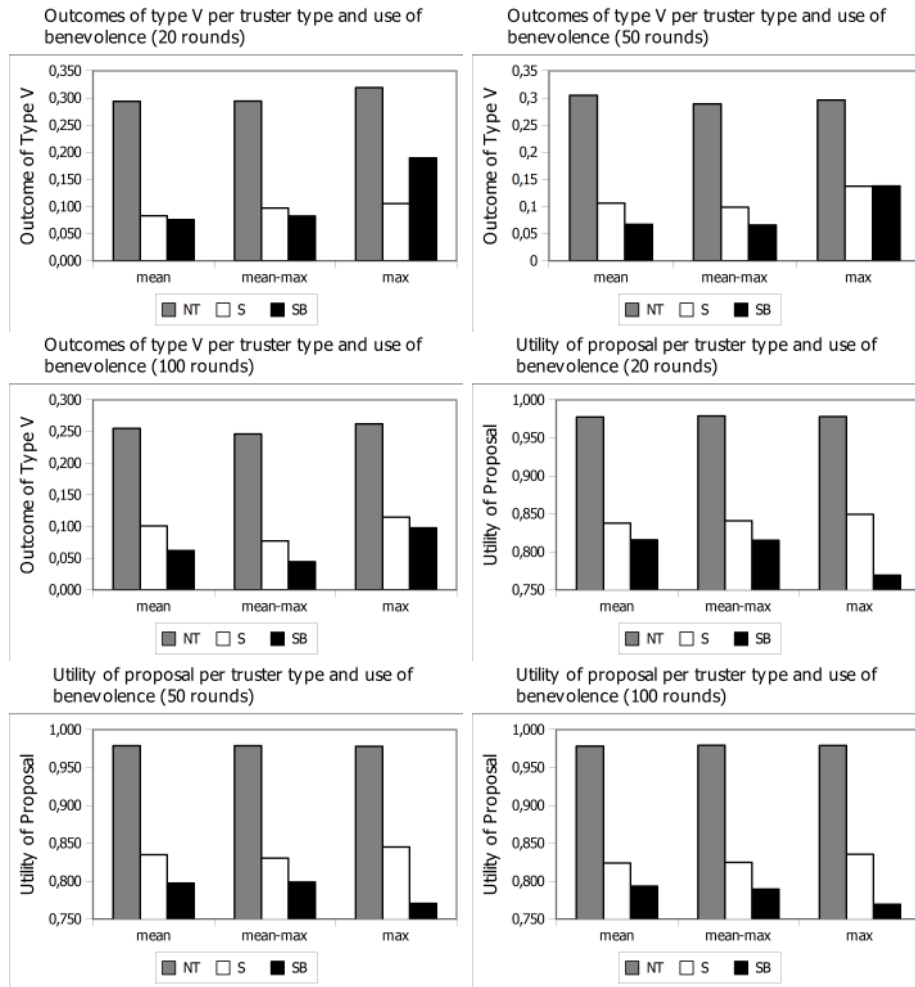 Outcomes of type V per truster type and use of
benevolence (20 rounds)
0,350
0,300
0,250
0,200
0,150
0,100
0,050
0,000
Outcome of Type V
mean
mean-max
max
NT S SB
Outcomes of type V per truster type and use of
benevolence (50 rounds)
0,35
0,3
0,25
0,2
0,15
0,1
0,05
0
Outcome of Type V
mean
mean-max
max
NT S SB
Outcomes of type V per truster type and use of
benevolence (100 rounds)
0,300
0,250
0,200
0,150
0,100
0,050
0,000
Outcome of Type V
mean
mean-max
max
NT S SB
Utility of proposal per truster type and use of
benevolence (20 rounds)
1,000
0,950
0,900
0,850
0,800
0,750
Utility of Proposal
mean
mean-max
max
NT S SB
Utility of proposal per truster type and use of
benevolence (50 rounds)
1,000
0,950
0,900
0,850
0,800
0,750
Utility of Proposal
mean
mean-max
max
NT S SB
Utility of proposal per truster type and use of
benevolence (100 rounds)
1,000
0,950
0,900
0,850
0,800
0,750
Utility of Proposal
mean
mean-max
max
NT S SB